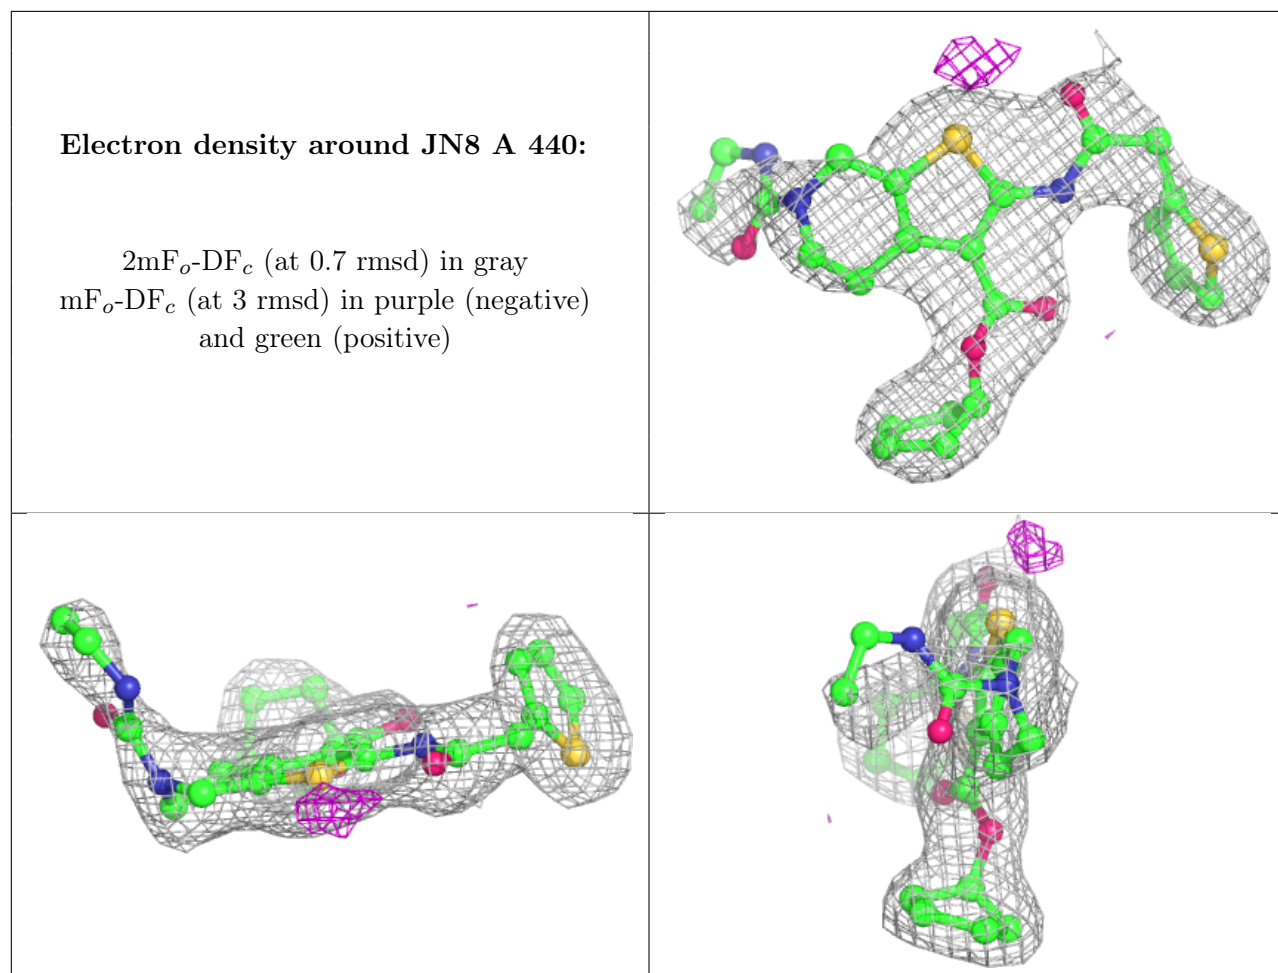 Electron density around JN8 A 440:
2mFo-DFc (at 0.7 rmsd) in gray
mFo-DFc (at 3 rmsd) in purple (negative)
and green (positive)